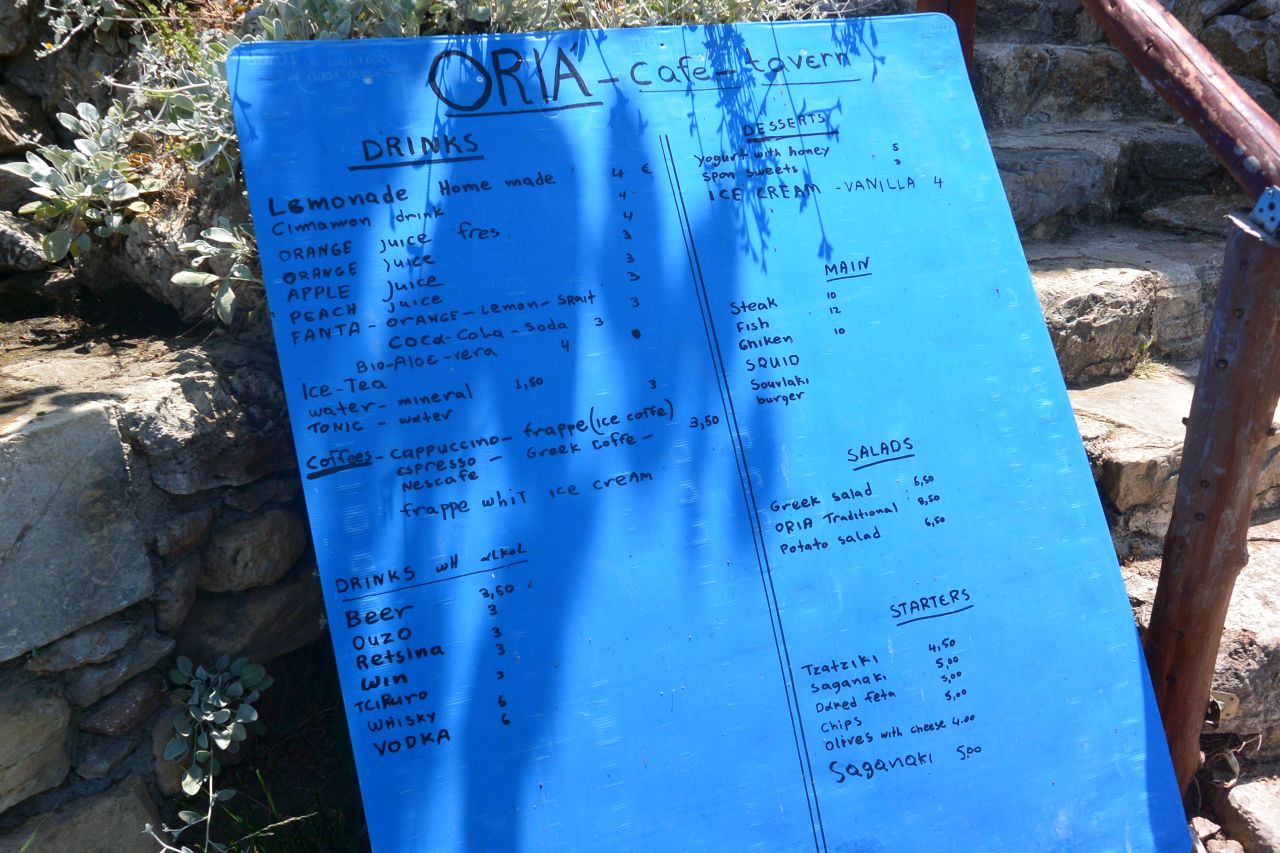 ORIA - cafe - tavern
DRINKS
Lemonade Home made 4 €
Cinnamon drink 4
ORANGE juice fres 4
ORANGE juice 3
APPLE juice 3
PEACH juice 3
FANTA - ORANGE - Lemon - SRait 3
COCA-COLA - Soda 3
Bio-Aloe-vera 4
Ice-Tea
water - mineral 1,50
TONIC - water 3
Coffees - cappuccino - frappe (ice coffe)
espresso - Greek coffe - 3,50
Nescafe
frappe whiT ice cream
DRINKS wH aLKoL
Beer 3,50
OUZO 3
Retsina 3
Win 3
TCiPuro 3
WHISKY 6
VODKA 6
DESSERTS
Yogurt with honey 5
spon sweets 3
ICE CREAM - VANILLA 4
MAIN
Steak 10
Fish 12
Ghiken 10
SQUID
Sourlaki
burger
SALADS
Greek salad 6,50
ORIA Traditional 8,50
Potato salad 6,50
STARTERS
Tzatziki 4,50
Saganaki 5,00
Daked feta 5,00
Chips 5,00
olives with cheese 4.00
Saganaki 5,00